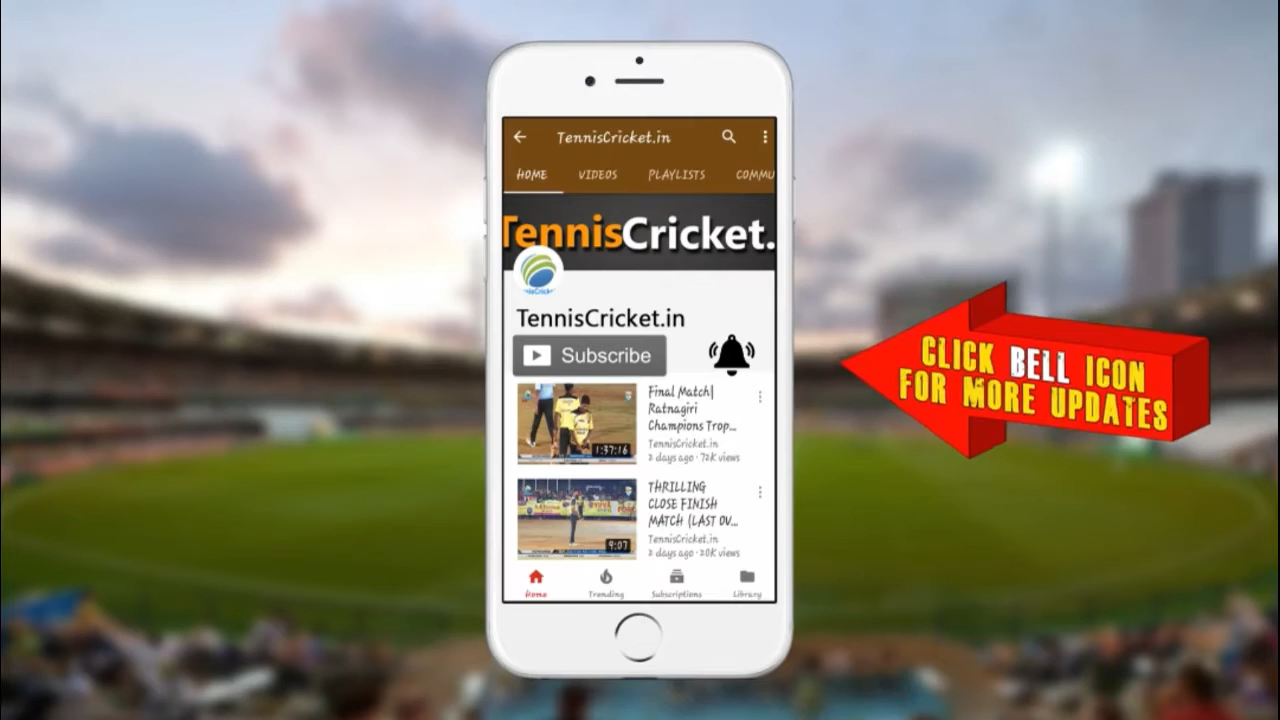 TennisCricket.in
HOME VIDEOS PLAYLISTS COMMU
TennisCricket.
TennisCricket.in
Subscribe
CLICK BELL ICON
FOR MORE UPDATES
Final Match|
Ratnagiri
Champions Trop...
TennisCricket.in
2 days ago · 72K views
1:37:16
THRILLING
CLOSE FINISH
MATCH (LAST OV...
TennisCricket.in
2 days ago · 20K views
9:07
Home Trending Subscriptions Library